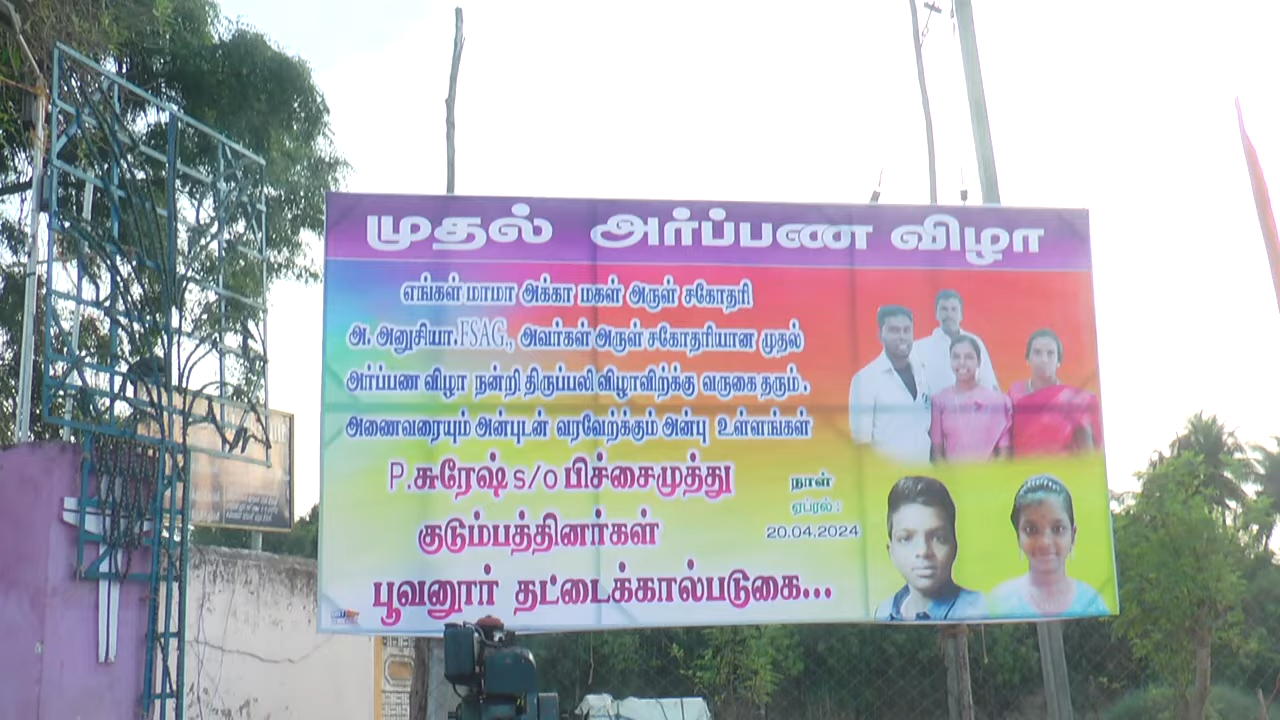 முதல் அர்ப்பண விழா
எங்கள் மாமா அக்கா மகள் அருள் சகோதரி
அ. அனுசியா.FSAG., அவர்கள் அருள் சகோதரியான முதல்
அர்ப்பண விழா நன்றி திருப்பலி விழாவிற்க்கு வருகை தரும்.
அணைவரையும் அன்புடன் வரவேற்க்கும் அன்பு உள்ளங்கள்
P.சுரேஷ் s/o பிச்சைமுத்து
குடும்பத்தினர்கள்
பூவனூர் தட்டைக்கால்படுகை...
நாள்
ஏப்ரல் :
20.04.2024